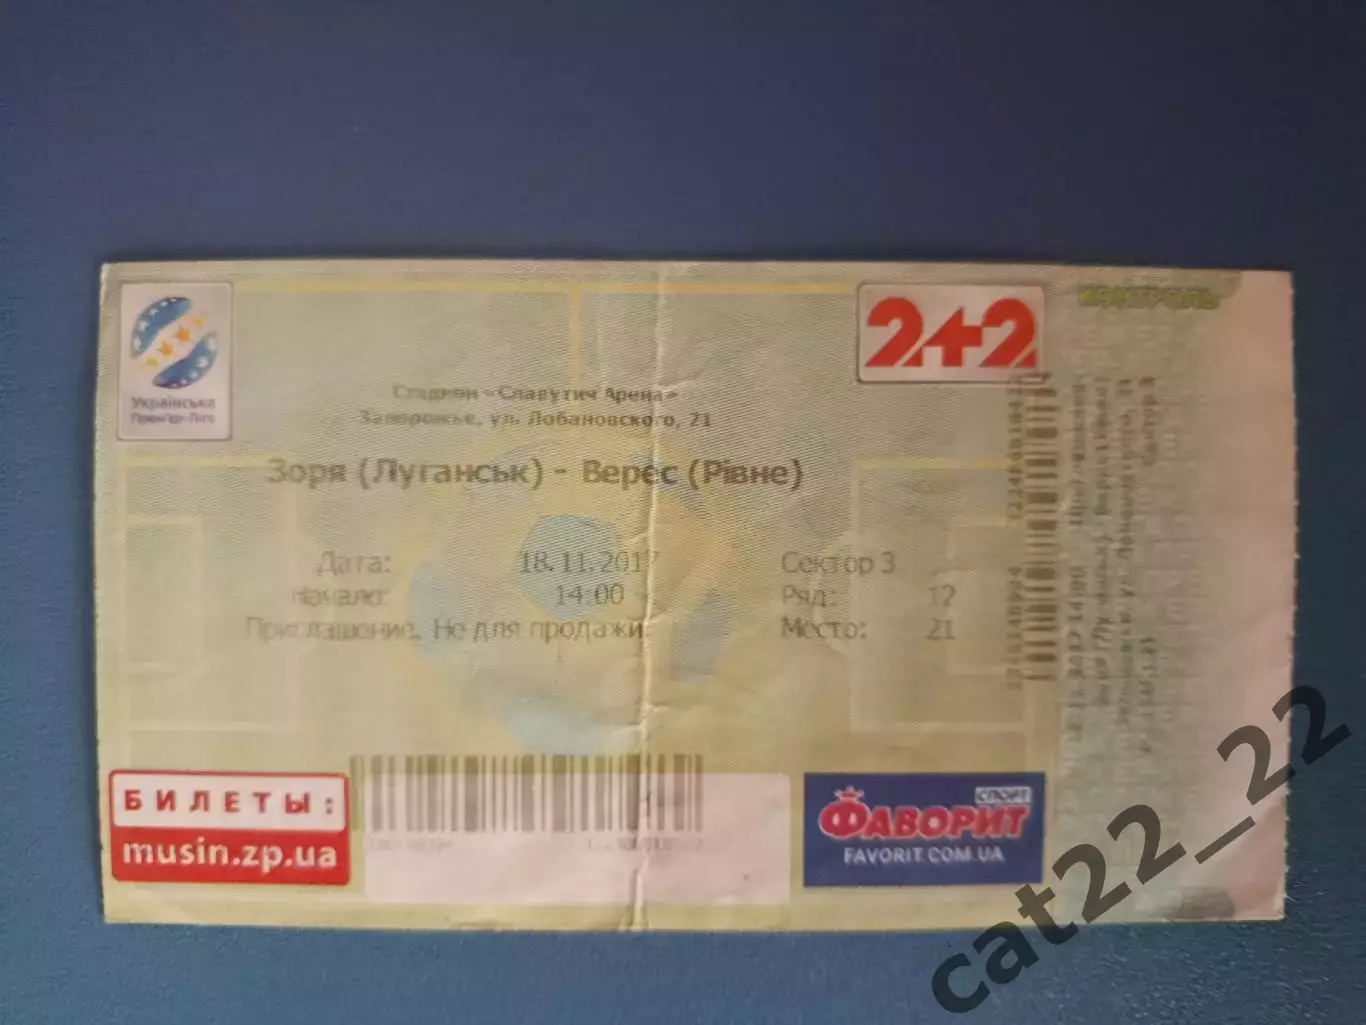 Українська
Прем'єр-Ліга
2+2
КОНТРОЛЬ
Стадион «Славутич Арена»
Запорожье, ул. Лобановского, 21
Зоря (Луганськ) - Верес (Рівне)
Дата: 18.11.2017 Сектор 3
Начало: 14:00 Ряд: 12
Приглашение. Не для продажи. Место: 21
БИЛЕТЫ:
musin.zp.ua
ФАВОРИТ
СПОРТ
FAVORIT.COM.UA
cat22_22